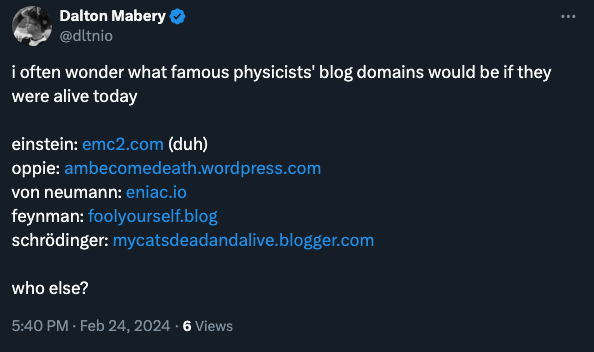 Dalton Mabery
@dltnio
i often wonder what famous physicists' blog domains would be if they
were alive today
einstein: emc2.com (duh)
oppie: ambecomedeath.wordpress.com
von neumann: eniac.io
feynman: foolyourself.blog
schrödinger: mycatsdeadandalive.blogger.com
who else?
5:40 PM · Feb 24, 2024 · 6 Views